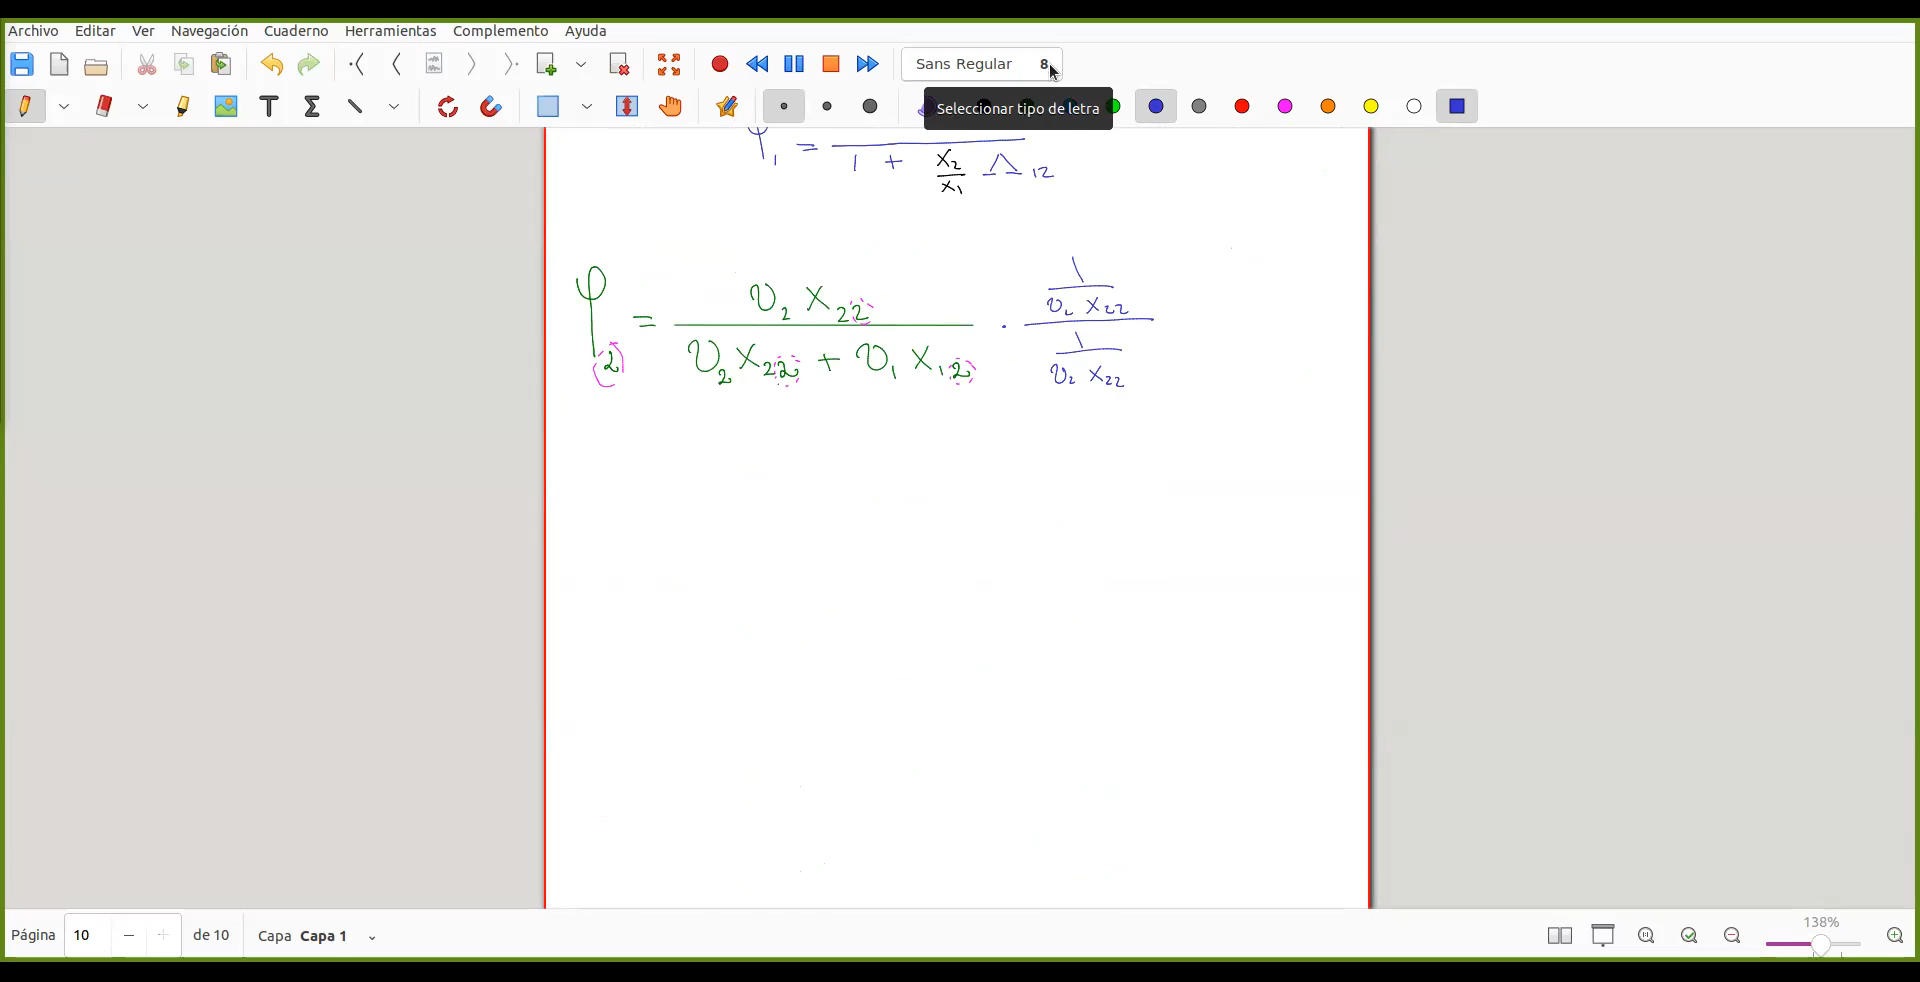 Archivo Editar Ver Navegación Cuaderno Herramientas Complemento Ayuda
Sans Regular 8
Seleccionar tipo de letra
φ₁ = 1 + x₂/x₁ Λ₁₂
φ₂ = v₂ x₂₂ / (v₂ x₂₂ + v₁ x₁₂) · (1 / (v₂ x₂₂)) / (1 / (v₂ x₂₂))
Página 10 de 10 Capa Capa 1 138%